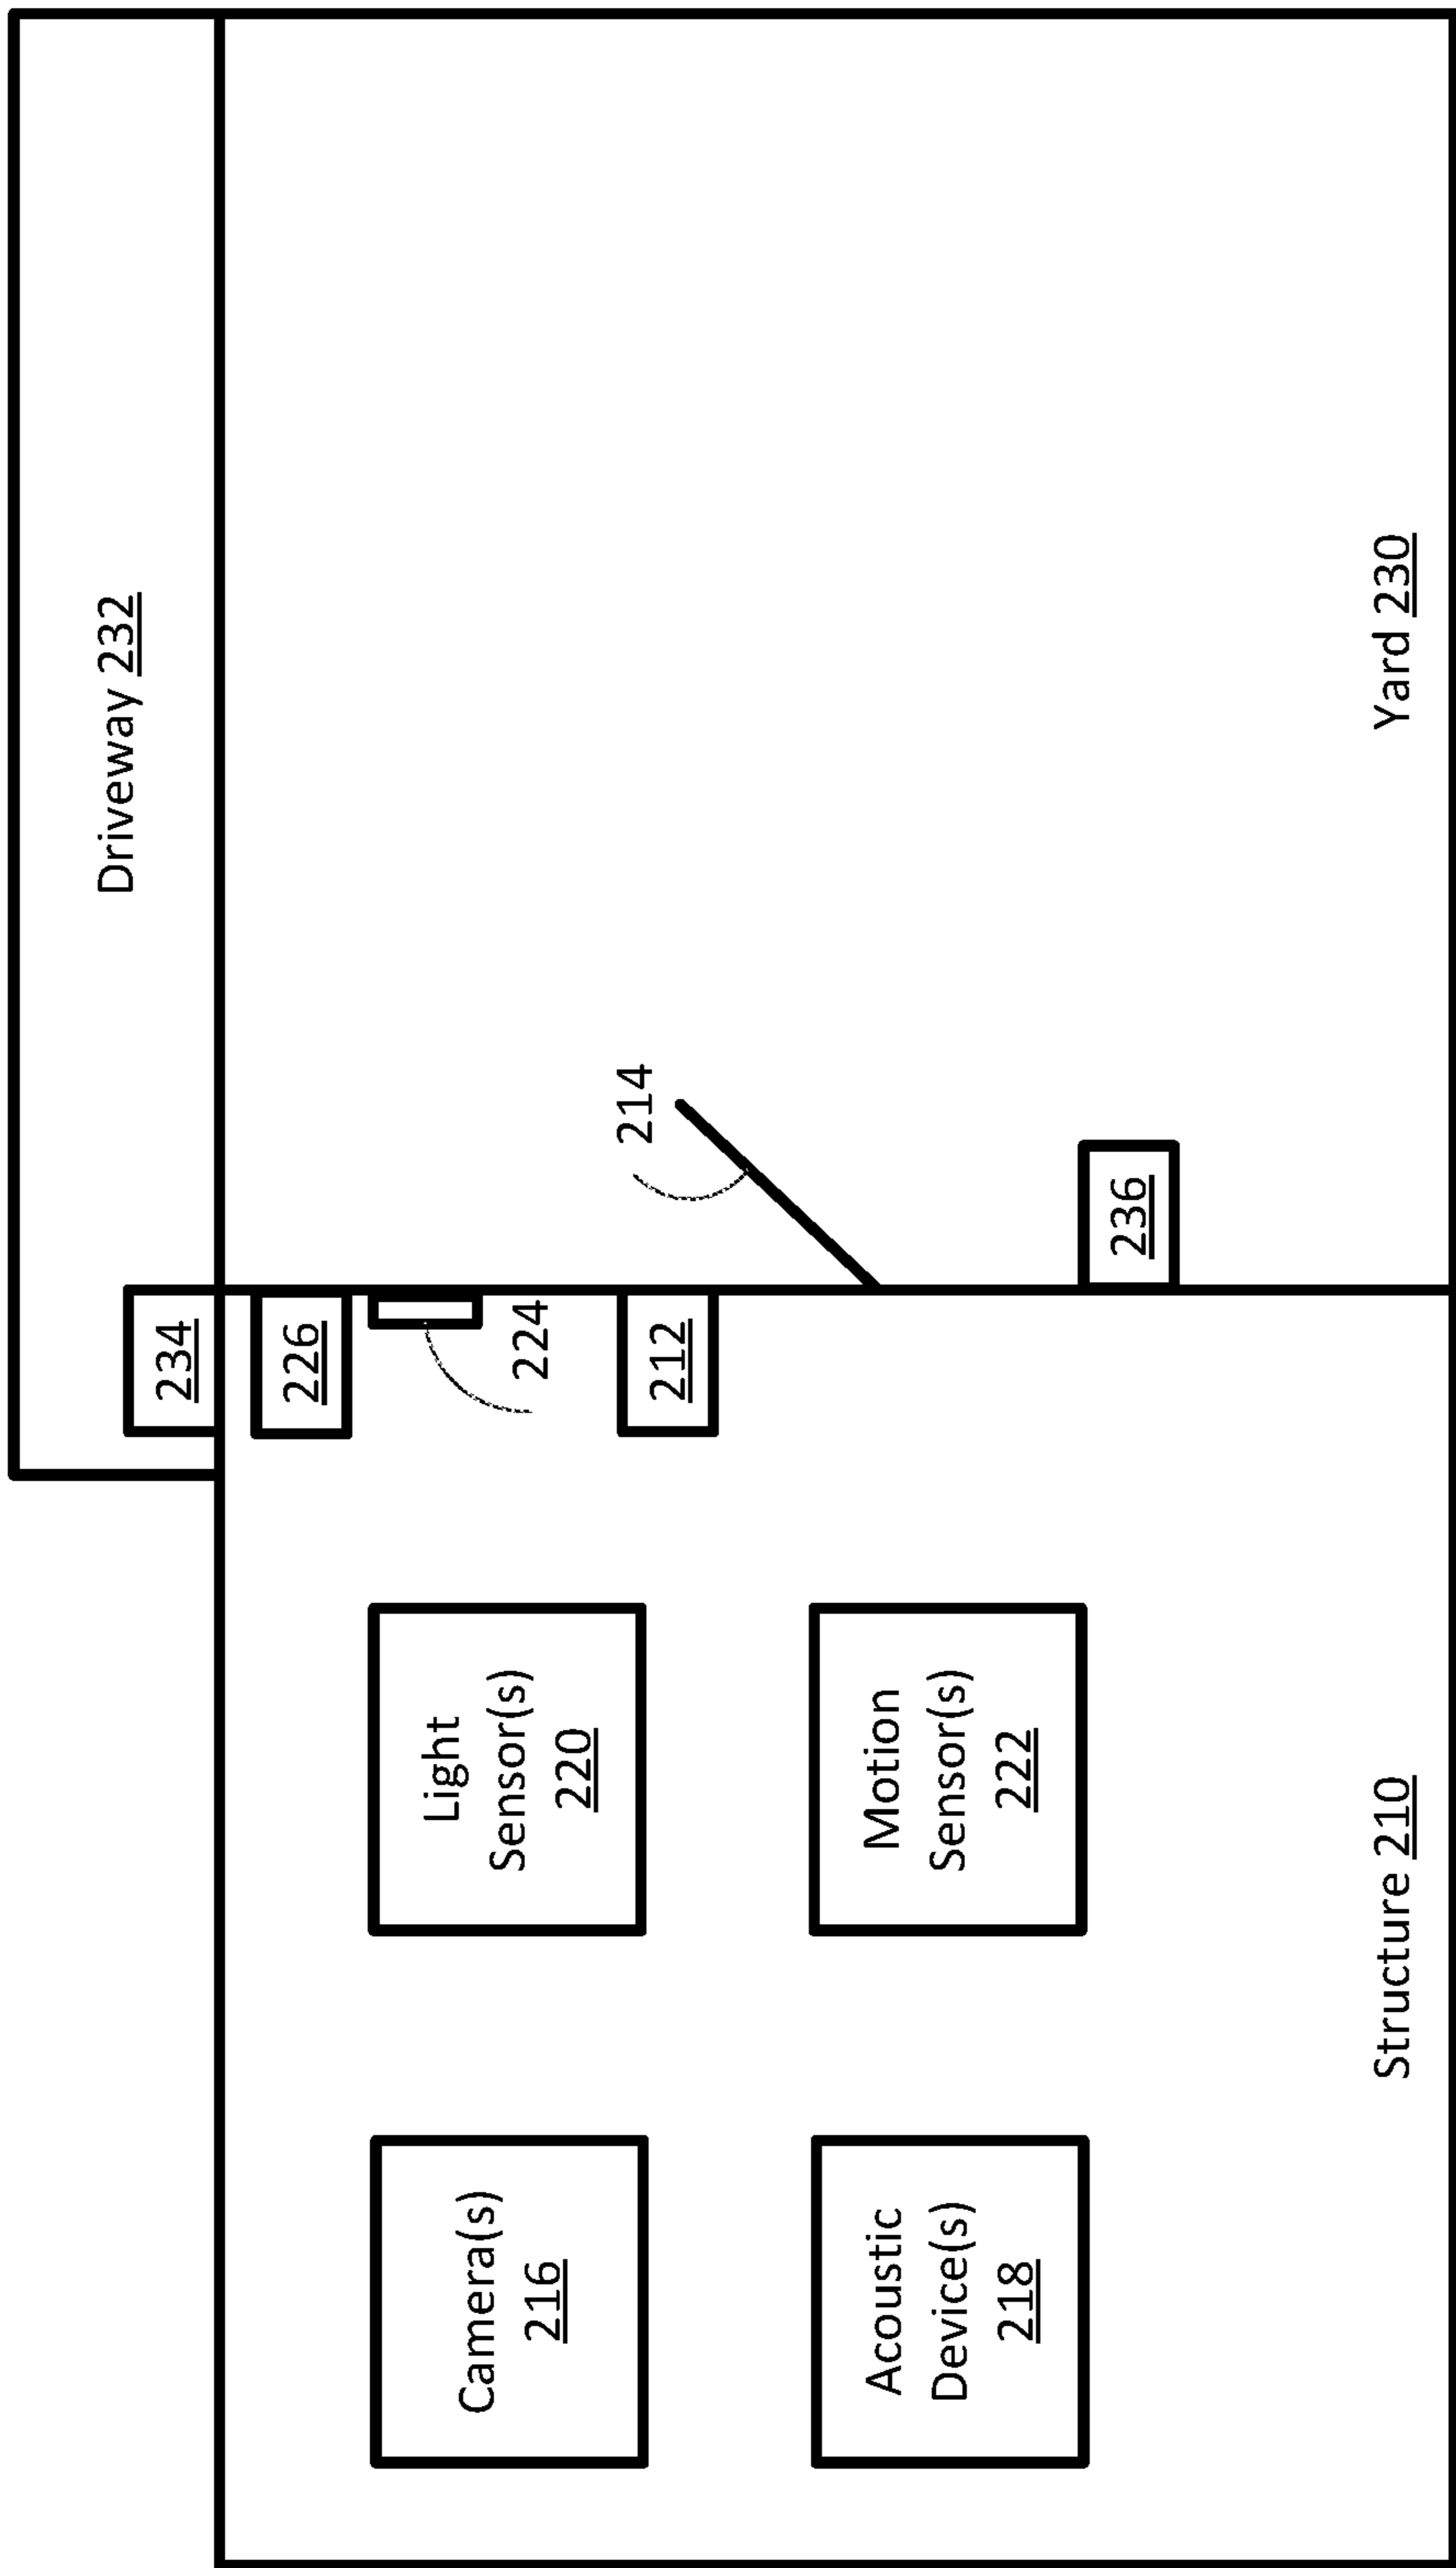 Driveway 232
234
226
Camera(s)
216
Light
Sensor(s)
220
224
214
212
Acoustic
Device(s)
218
Motion
Sensor(s)
222
236
Structure 210
Yard 230